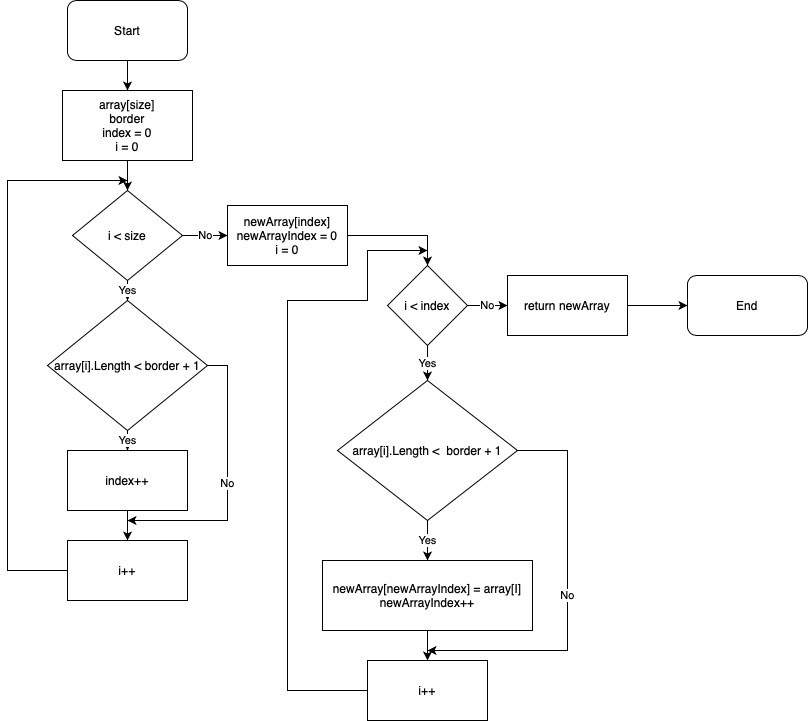 Start
array[size]
border
index = 0
i = 0
i < size
No
newArray[index]
newArrayIndex = 0
i = 0
Yes
array[i].Length < border + 1
Yes
No
index++
i++
i < index
No
return newArray
End
Yes
array[i].Length < border + 1
Yes
No
newArray[newArrayIndex] = array[I]
newArrayIndex++
i++